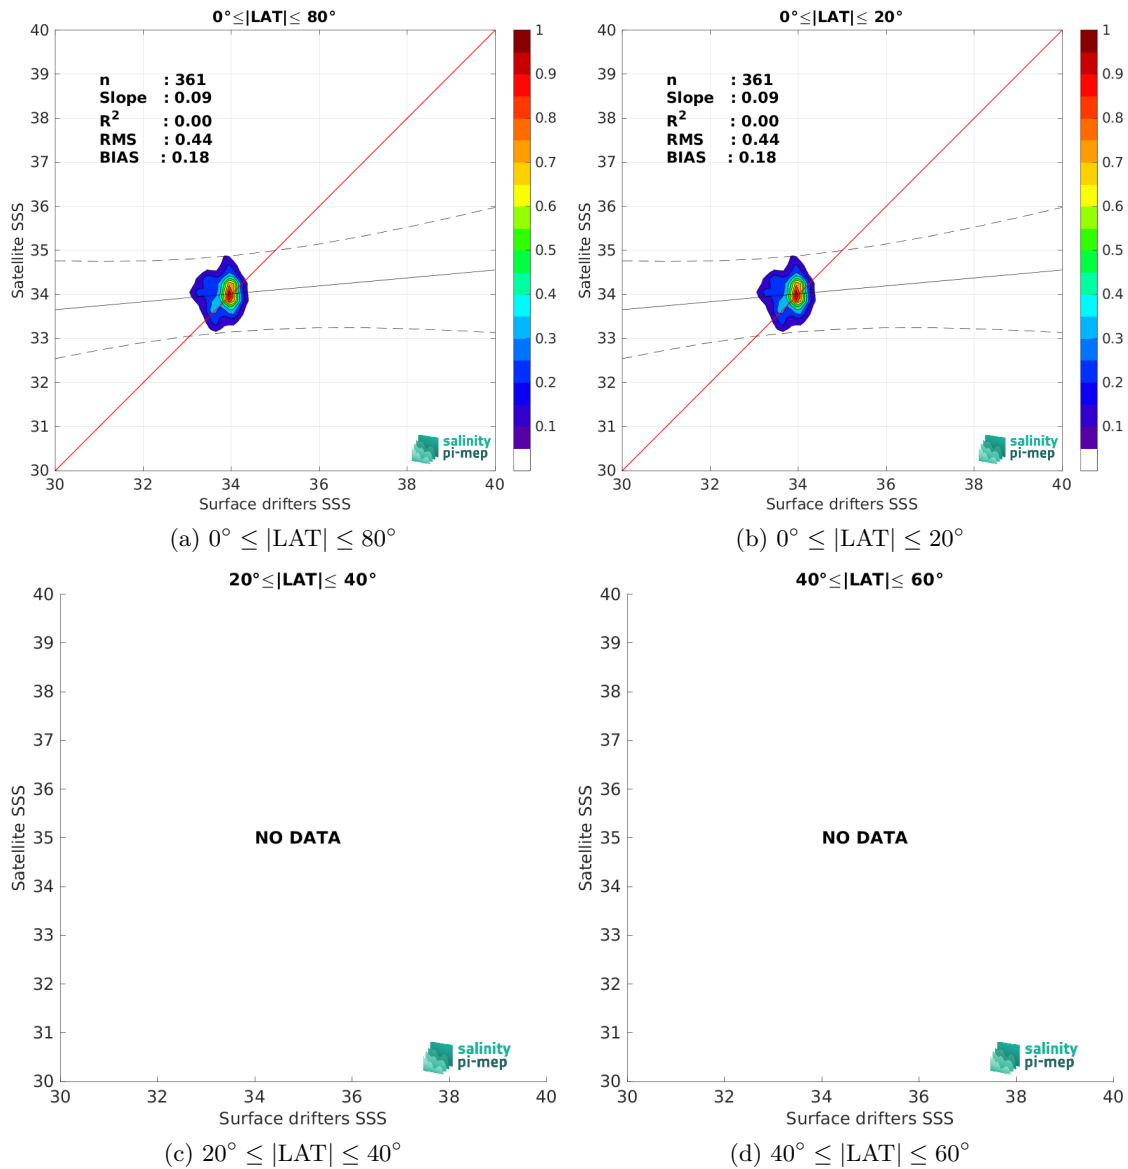 0°≤|LAT|≤ 80°
n : 361
Slope : 0.09
R² : 0.00
RMS : 0.44
BIAS : 0.18
40
39
38
37
36
35
34
33
32
31
30
Satellite SSS
30 32 34 36 38 40
Surface drifters SSS
1
0.9
0.8
0.7
0.6
0.5
0.4
0.3
0.2
0.1
salinity
pi-mep
(a) 0° ≤ |LAT| ≤ 80°
0°≤|LAT|≤ 20°
n : 361
Slope : 0.09
R² : 0.00
RMS : 0.44
BIAS : 0.18
40
39
38
37
36
35
34
33
32
31
30
Satellite SSS
30 32 34 36 38 40
Surface drifters SSS
1
0.9
0.8
0.7
0.6
0.5
0.4
0.3
0.2
0.1
salinity
pi-mep
(b) 0° ≤ |LAT| ≤ 20°
20°≤|LAT|≤ 40°
40
39
38
37
36
35
34
33
32
31
30
Satellite SSS
NO DATA
30 32 34 36 38 40
Surface drifters SSS
salinity
pi-mep
(c) 20° ≤ |LAT| ≤ 40°
40°≤|LAT|≤ 60°
40
39
38
37
36
35
34
33
32
31
30
Satellite SSS
NO DATA
30 32 34 36 38 40
Surface drifters SSS
salinity
pi-mep
(d) 40° ≤ |LAT| ≤ 60°